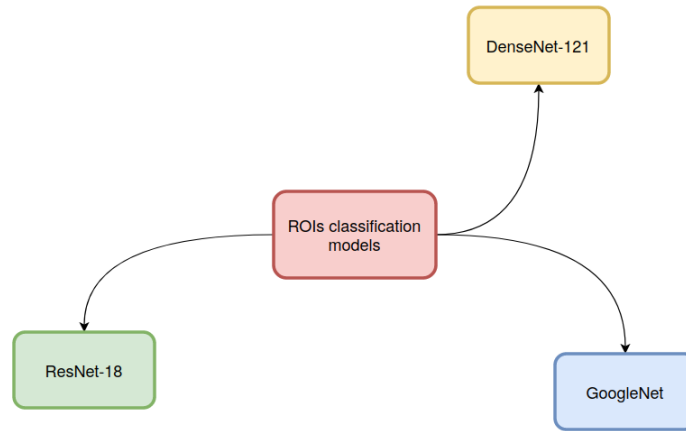 DenseNet-121
ROIs classification
models
ResNet-18
GoogleNet